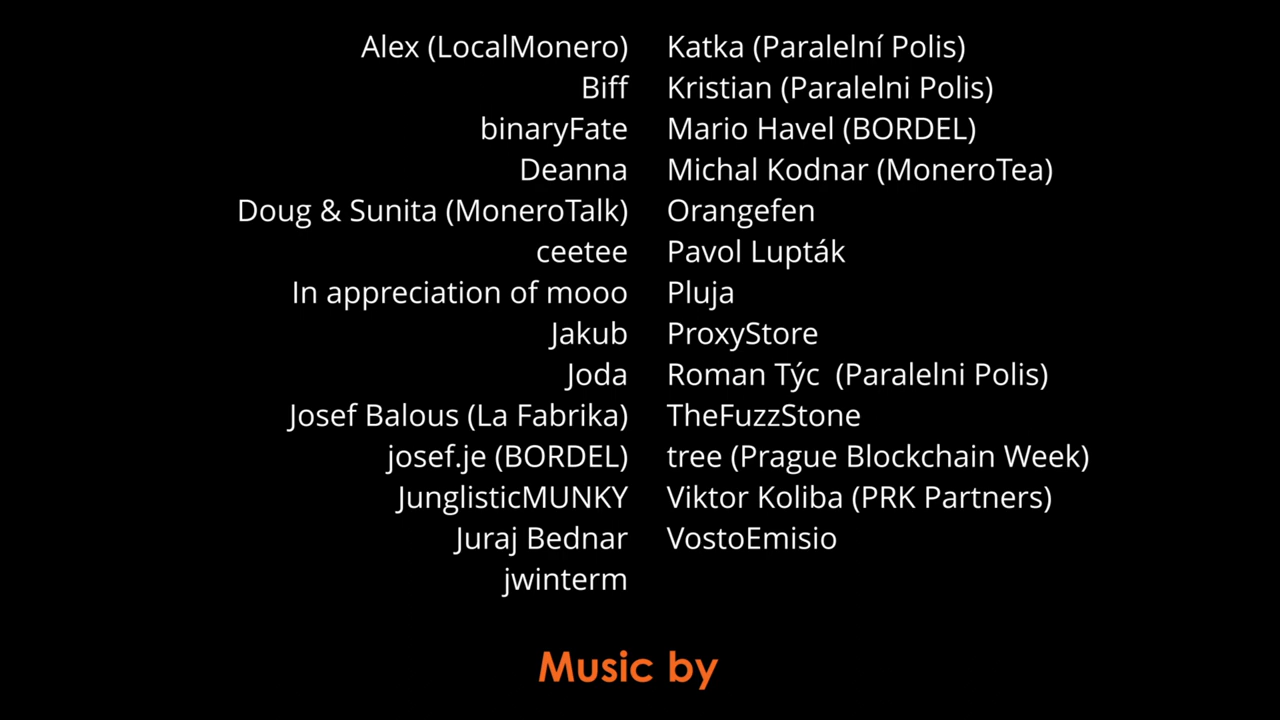 Alex (LocalMonero)
Biff
binaryFate
Deanna
Doug & Sunita (MoneroTalk)
ceetee
In appreciation of mooo
Jakub
Joda
Josef Balous (La Fabrika)
josef.je (BORDEL)
JunglisticMUNKY
Juraj Bednar
jwinterm
Katka (Paralelní Polis)
Kristian (Paralelni Polis)
Mario Havel (BORDEL)
Michal Kodnar (MoneroTea)
Orangefen
Pavol Lupták
Pluja
ProxyStore
Roman Týc (Paralelni Polis)
TheFuzzStone
tree (Prague Blockchain Week)
Viktor Koliba (PRK Partners)
VostoEmisio
Music by